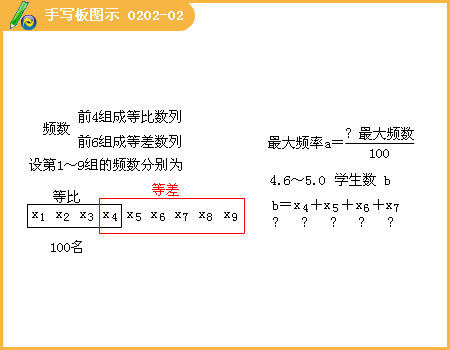 手写板图示 0202-02
频数 前4组成等比数列
前6组成等差数列
设第1～9组的频数分别为
等比 等差
x1 x2 x3 x4 x5 x6 x7 x8 x9
100名
最大频率a＝? 最大频数
100
4.6～5.0 学生数 b
b＝x4＋x5＋x6＋x7
? ? ? ? ?